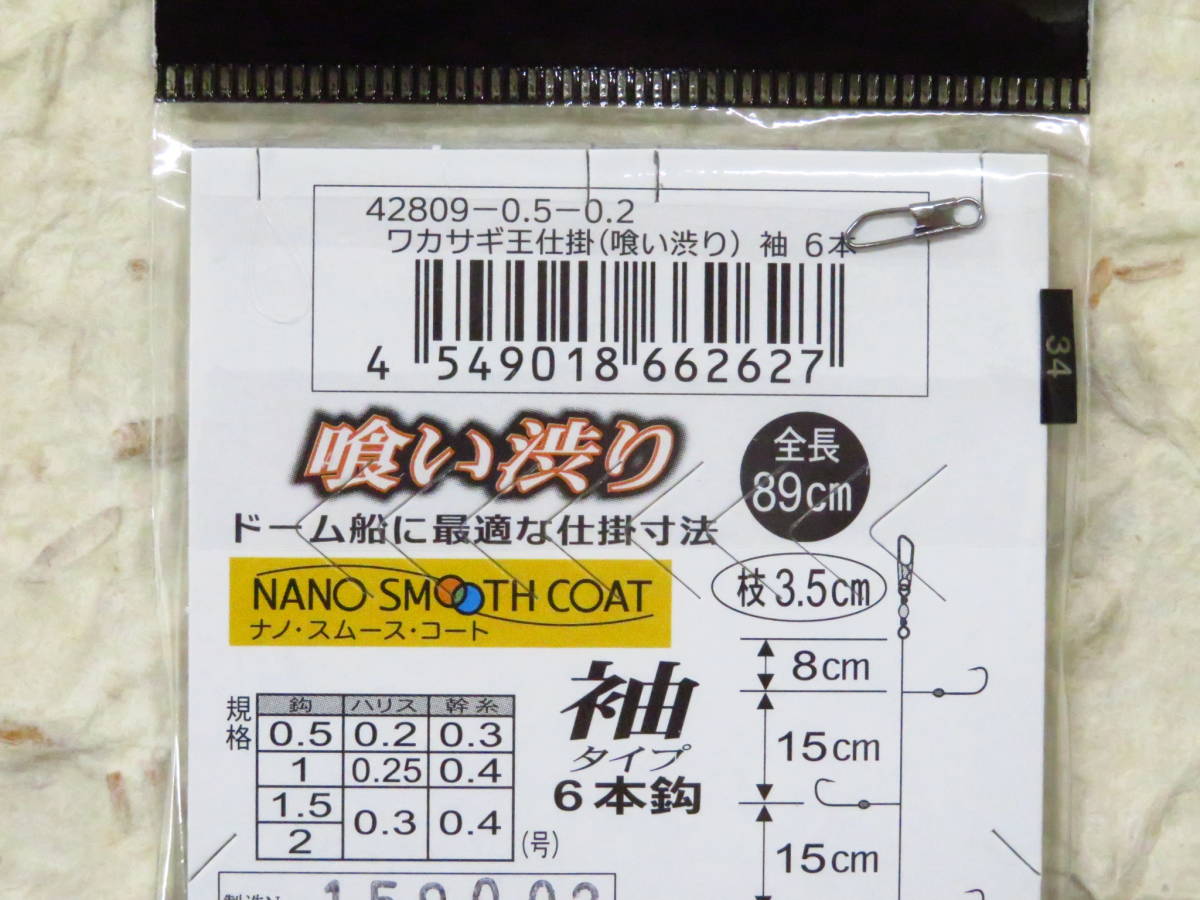 42809-0.5-0.2
ワカサギ王仕掛(喰い渋り) 袖 6本
4 549018 662627
34
喰い渋り
全長
89cm
ドーム船に最適な仕掛寸法
NANO SMOOTH COAT
ナノ・スムース・コート
枝3.5cm
8cm
15cm
15cm
袖
タイプ
6本鈎
規格
鈎 ハリス 幹糸
0.5 0.2 0.3
1 0.25 0.4
1.5 0.3 0.4
2
(号)